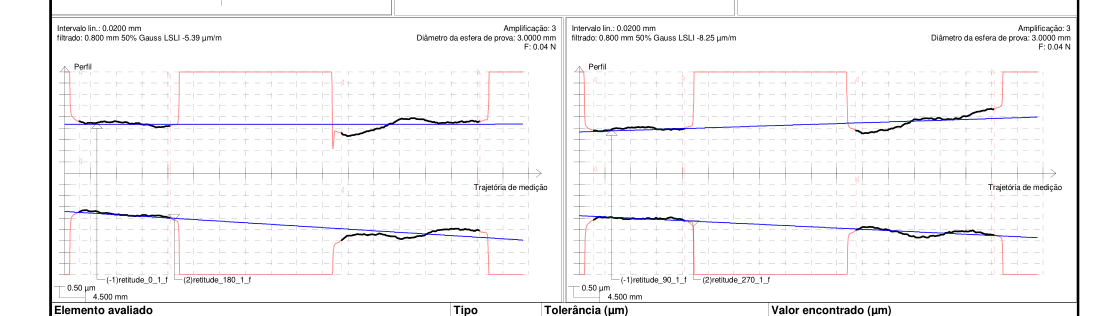 Intervalo lin.: 0.0200 mm
filtrado: 0.800 mm 50% Gauss LSLI -5.39 µm/m
Amplificação: 3
Diâmetro da esfera de prova: 3.0000 mm
F: 0.04 N
Perfil
Trajetória de medição
(-1)retitude_0_1_f
(2)retitude_180_1_f
0.50 µm
4.500 mm
Intervalo lin.: 0.0200 mm
filtrado: 0.800 mm 50% Gauss LSLI -8.25 µm/m
Amplificação: 3
Diâmetro da esfera de prova: 3.0000 mm
F: 0.04 N
Perfil
Trajetória de medição
(-1)retitude_90_1_f
(2)retitude_270_1_f
0.50 µm
4.500 mm
Elemento avaliado
Tipo
Tolerância (µm)
Valor encontrado (µm)